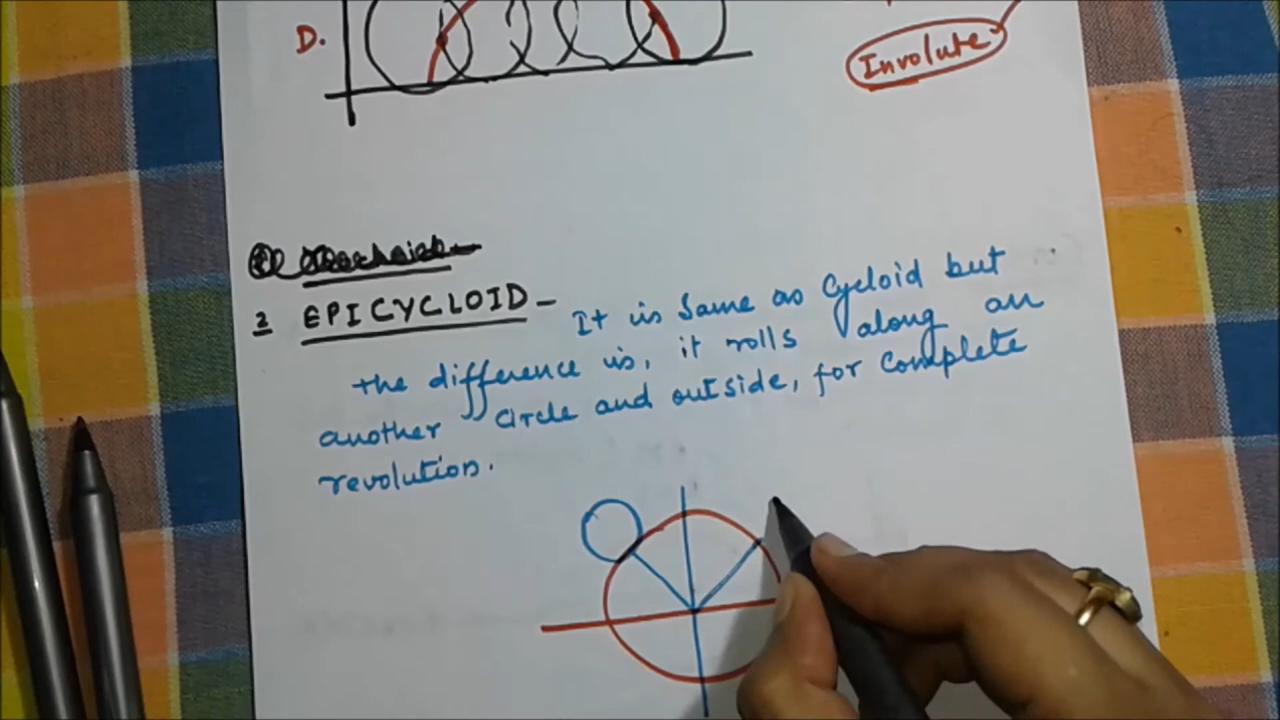 D.
Involute
2 EPICYCLOID -
It is Same as Cycloid but
the difference is, it rolls along an
another circle and outside, for complete
revolution.